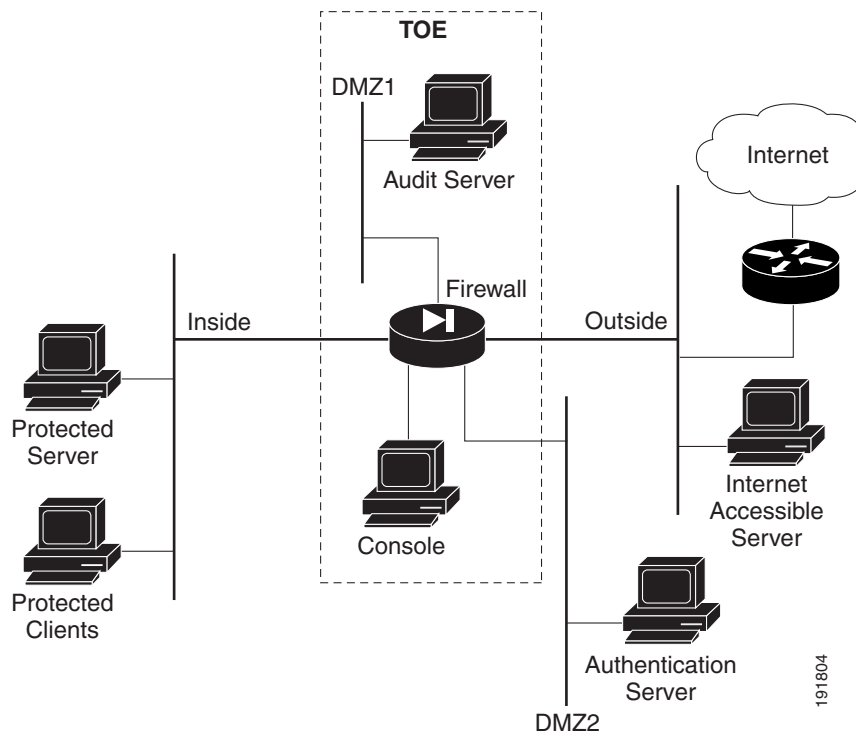 TOE
DMZ1
Audit Server
Internet
Firewall
Inside
Outside
Protected
Server
Console
Internet
Accessible
Server
Protected
Clients
Authentication
Server
DMZ2
191804